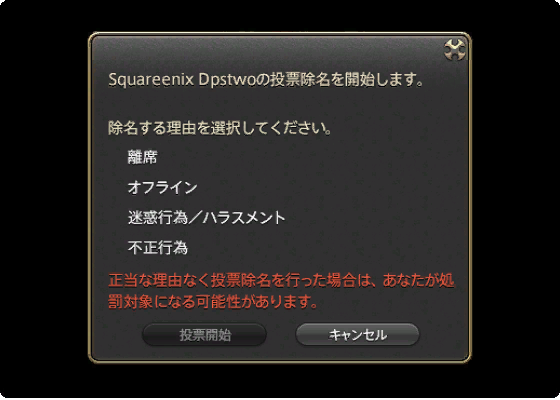 Squareenix Dpstwoの投票除名を開始します。
除名する理由を選択してください。
離席
オフライン
迷惑行為／ハラスメント
不正行為
正当な理由なく投票除名を行った場合は、あなたが処
罰対象になる可能性があります。
投票開始
キャンセル